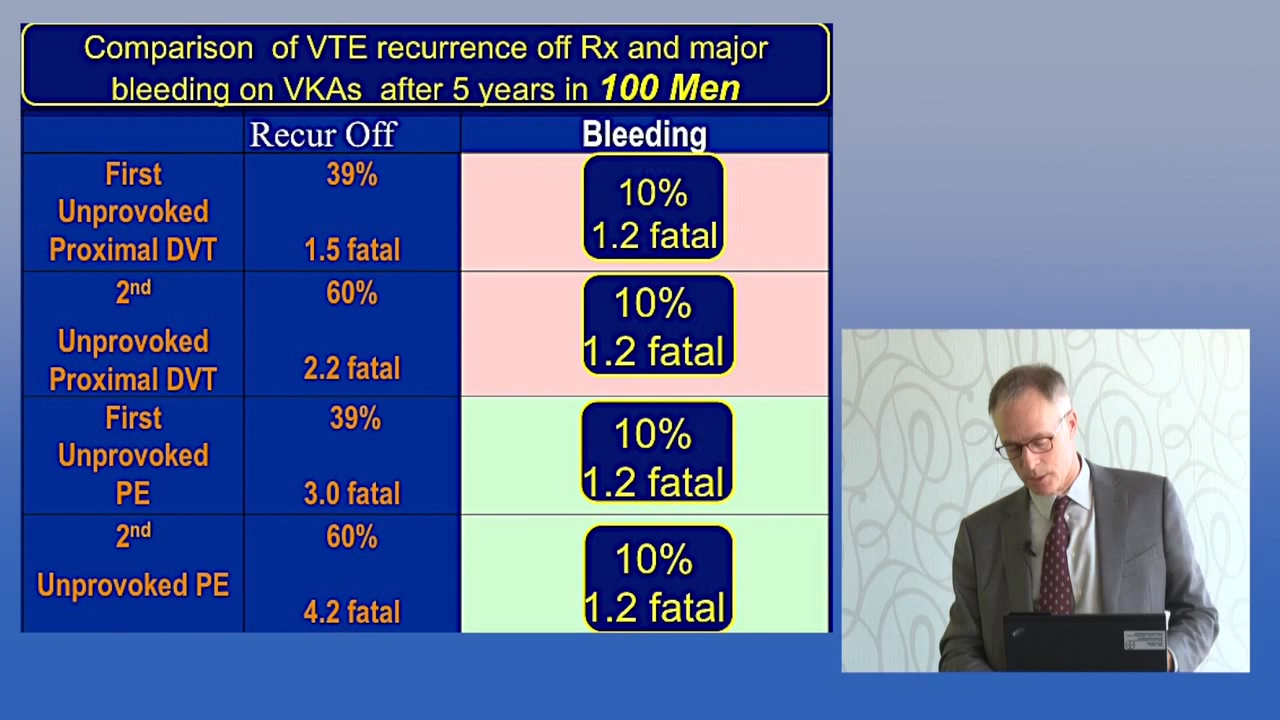 Comparison of VTE recurrence off Rx and major
bleeding on VKAs after 5 years in 100 Men
Recur Off
Bleeding
First
Unprovoked
Proximal DVT
39%
1.5 fatal
10%
1.2 fatal
2nd
Unprovoked
Proximal DVT
60%
2.2 fatal
10%
1.2 fatal
First
Unprovoked
PE
39%
3.0 fatal
10%
1.2 fatal
2nd
Unprovoked PE
60%
4.2 fatal
10%
1.2 fatal